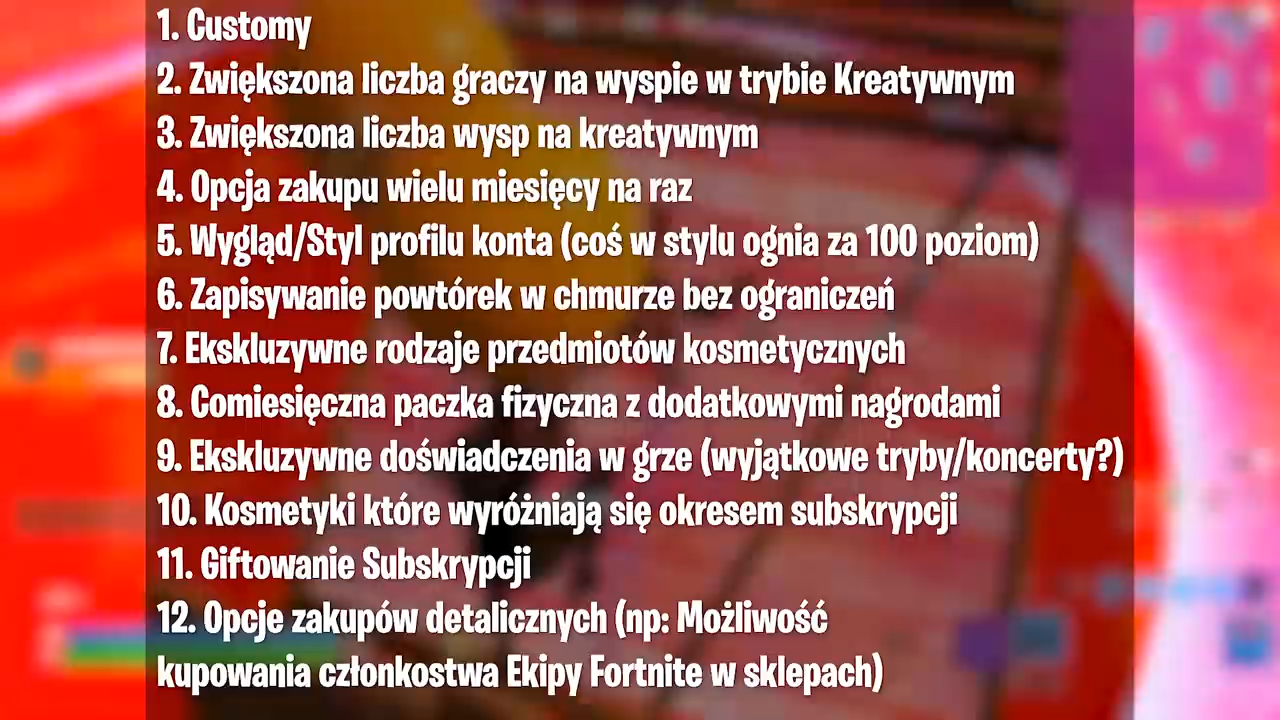 1. Customy
2. Zwiększona liczba graczy na wyspie w trybie Kreatywnym
3. Zwiększona liczba wysp na kreatywnym
4. Opcja zakupu wielu miesięcy na raz
5. Wygląd/Styl profilu konta (coś w stylu ognia za 100 poziom)
6. Zapisywanie powtórek w chmurze bez ograniczeń
7. Ekskluzywne rodzaje przedmiotów kosmetycznych
8. Comiesięczna paczka fizyczna z dodatkowymi nagrodami
9. Ekskluzywne doświadczenia w grze (wyjątkowe tryby/koncerty?)
10. Kosmetyki które wyróżniają się okresem subskrypcji
11. Giftowanie Subskrypcji
12. Opcje zakupów detalicznych (np: Możliwość
kupowania członkostwa Ekipy Fortnite w sklepach)